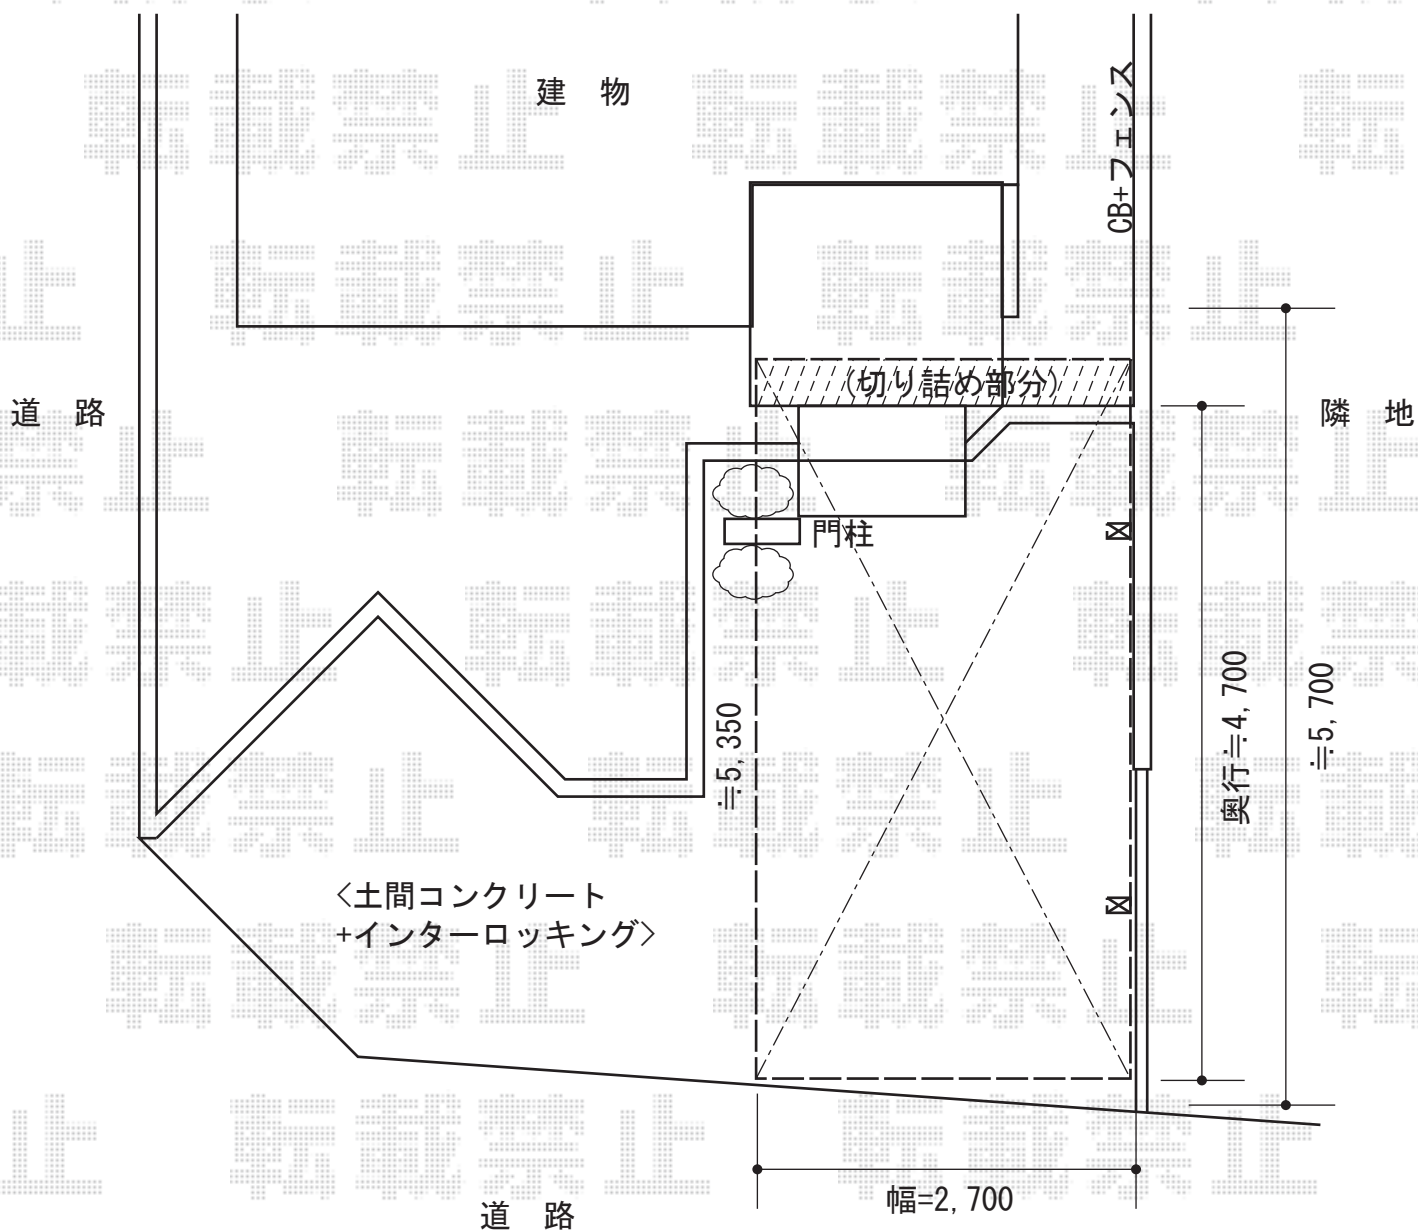 建　物
CB+フェンス
(切り詰め部分)
道　路
隣　地
門柱
≒5,350
奥行≒4,700
≒5,700
<土間コンクリート
+インターロッキング>
幅=2,700
道　路
転載禁止